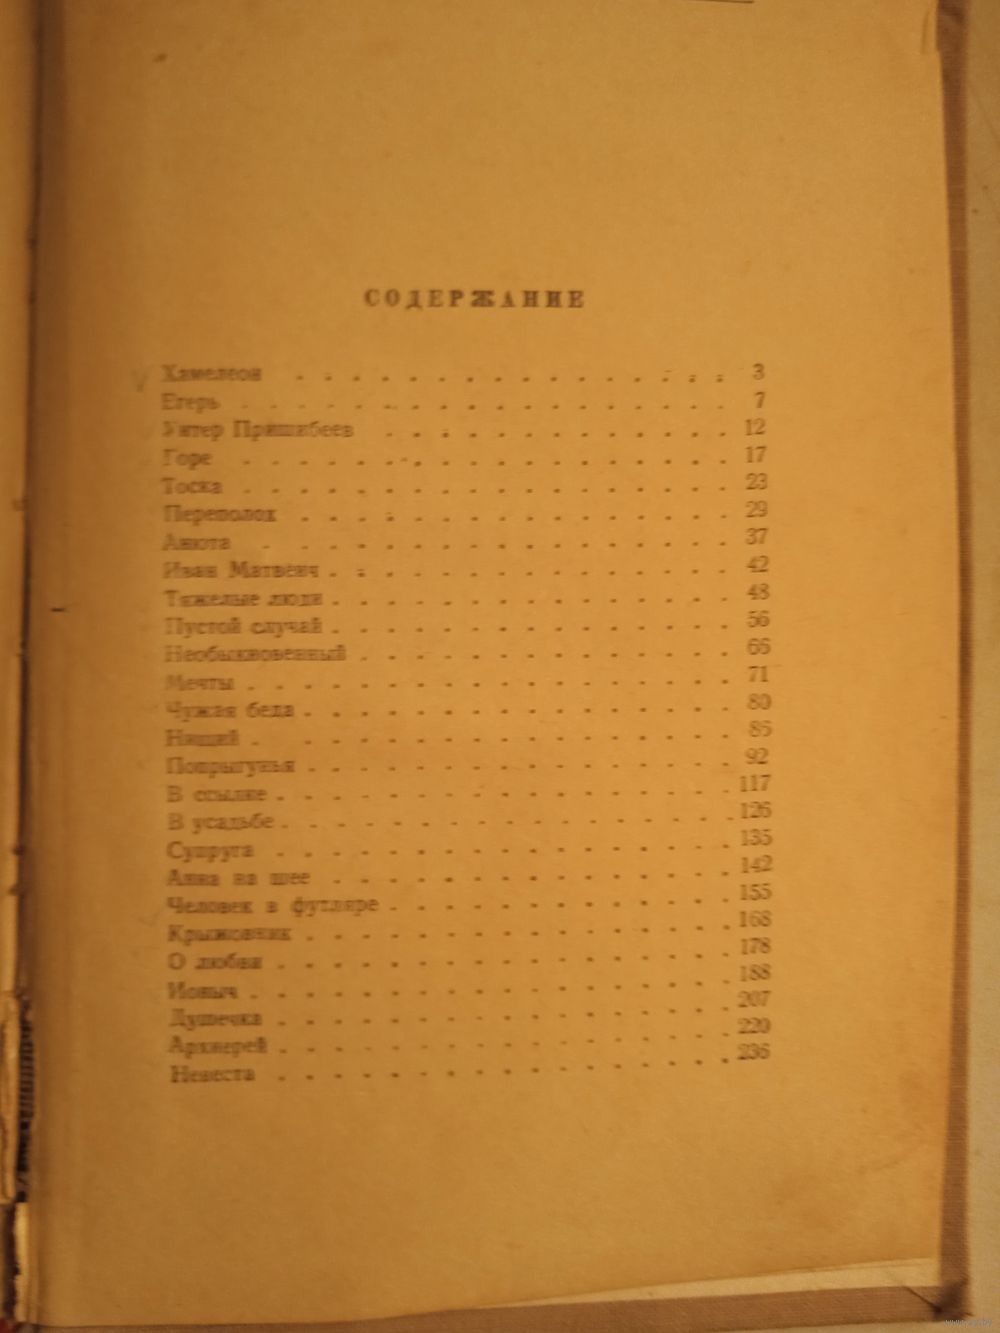 СОДЕРЖАНИЕ
Хамелеон . . . . . . . . . . . . . . . . 3
Егерь . . . . . . . . . . . . . . . . . . 7
Унтер Пришибеев . . . . . . . . . . . . . 12
Горе . . . . . . . . . . . . . . . . . . 17
Тоска . . . . . . . . . . . . . . . . . . 23
Переполох . . . . . . . . . . . . . . . . 29
Анюта . . . . . . . . . . . . . . . . . 37
Иван Матвеич . . . . . . . . . . . . . . . 42
Тяжелые люди . . . . . . . . . . . . . . . 48
Пустой случай . . . . . . . . . . . . . . . 56
Необыкновенный . . . . . . . . . . . . . . 66
Мечты . . . . . . . . . . . . . . . . . . 71
Чужая беда . . . . . . . . . . . . . . . . 80
Нищий . . . . . . . . . . . . . . . . . 85
Попрыгунья . . . . . . . . . . . . . . . . 92
В ссылке . . . . . . . . . . . . . . . . . 117
В усадьбе . . . . . . . . . . . . . . . . . 126
Супруга . . . . . . . . . . . . . . . . . 135
Анна на шее . . . . . . . . . . . . . . . 142
Человек в футляре . . . . . . . . . . . . . 155
Крыжовник . . . . . . . . . . . . . . . . 168
О любви . . . . . . . . . . . . . . . . . 178
Ионыч . . . . . . . . . . . . . . . . . . 188
Душечка . . . . . . . . . . . . . . . . . 207
Архиерей . . . . . . . . . . . . . . . . . 220
Невеста . . . . . . . . . . . . . . . . . 236